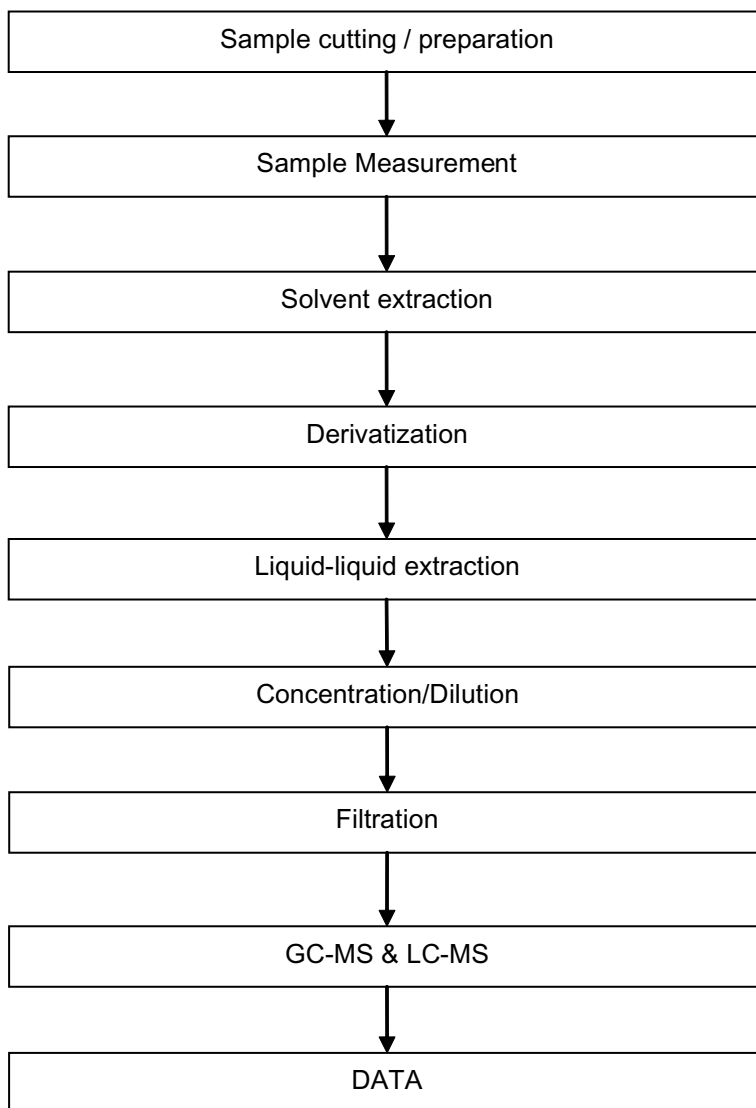 Sample cutting / preparation
Sample Measurement
Solvent extraction
Derivatization
Liquid-liquid extraction
Concentration/Dilution
Filtration
GC-MS & LC-MS
DATA